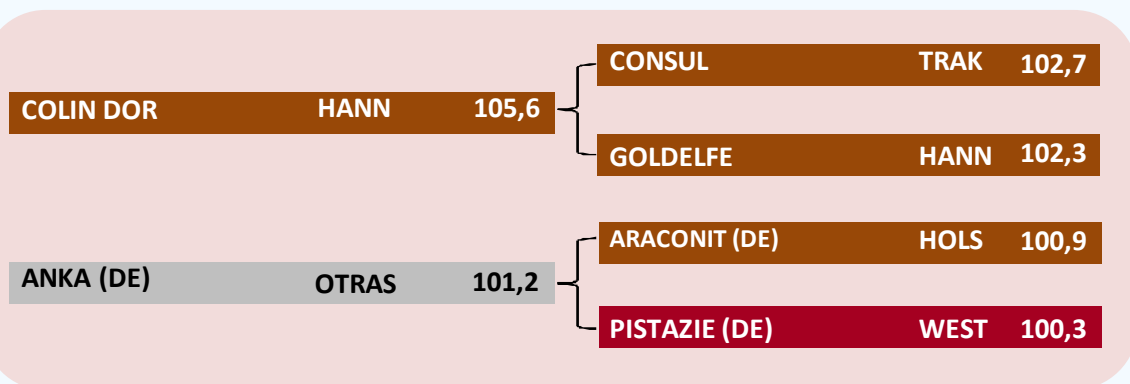 CONSUL TRAK 102,7
COLIN DOR HANN 105,6
GOLDELFE HANN 102,3
ARACONIT (DE) HOLS 100,9
ANKA (DE) OTRAS 101,2
PISTAZIE (DE) WEST 100,3